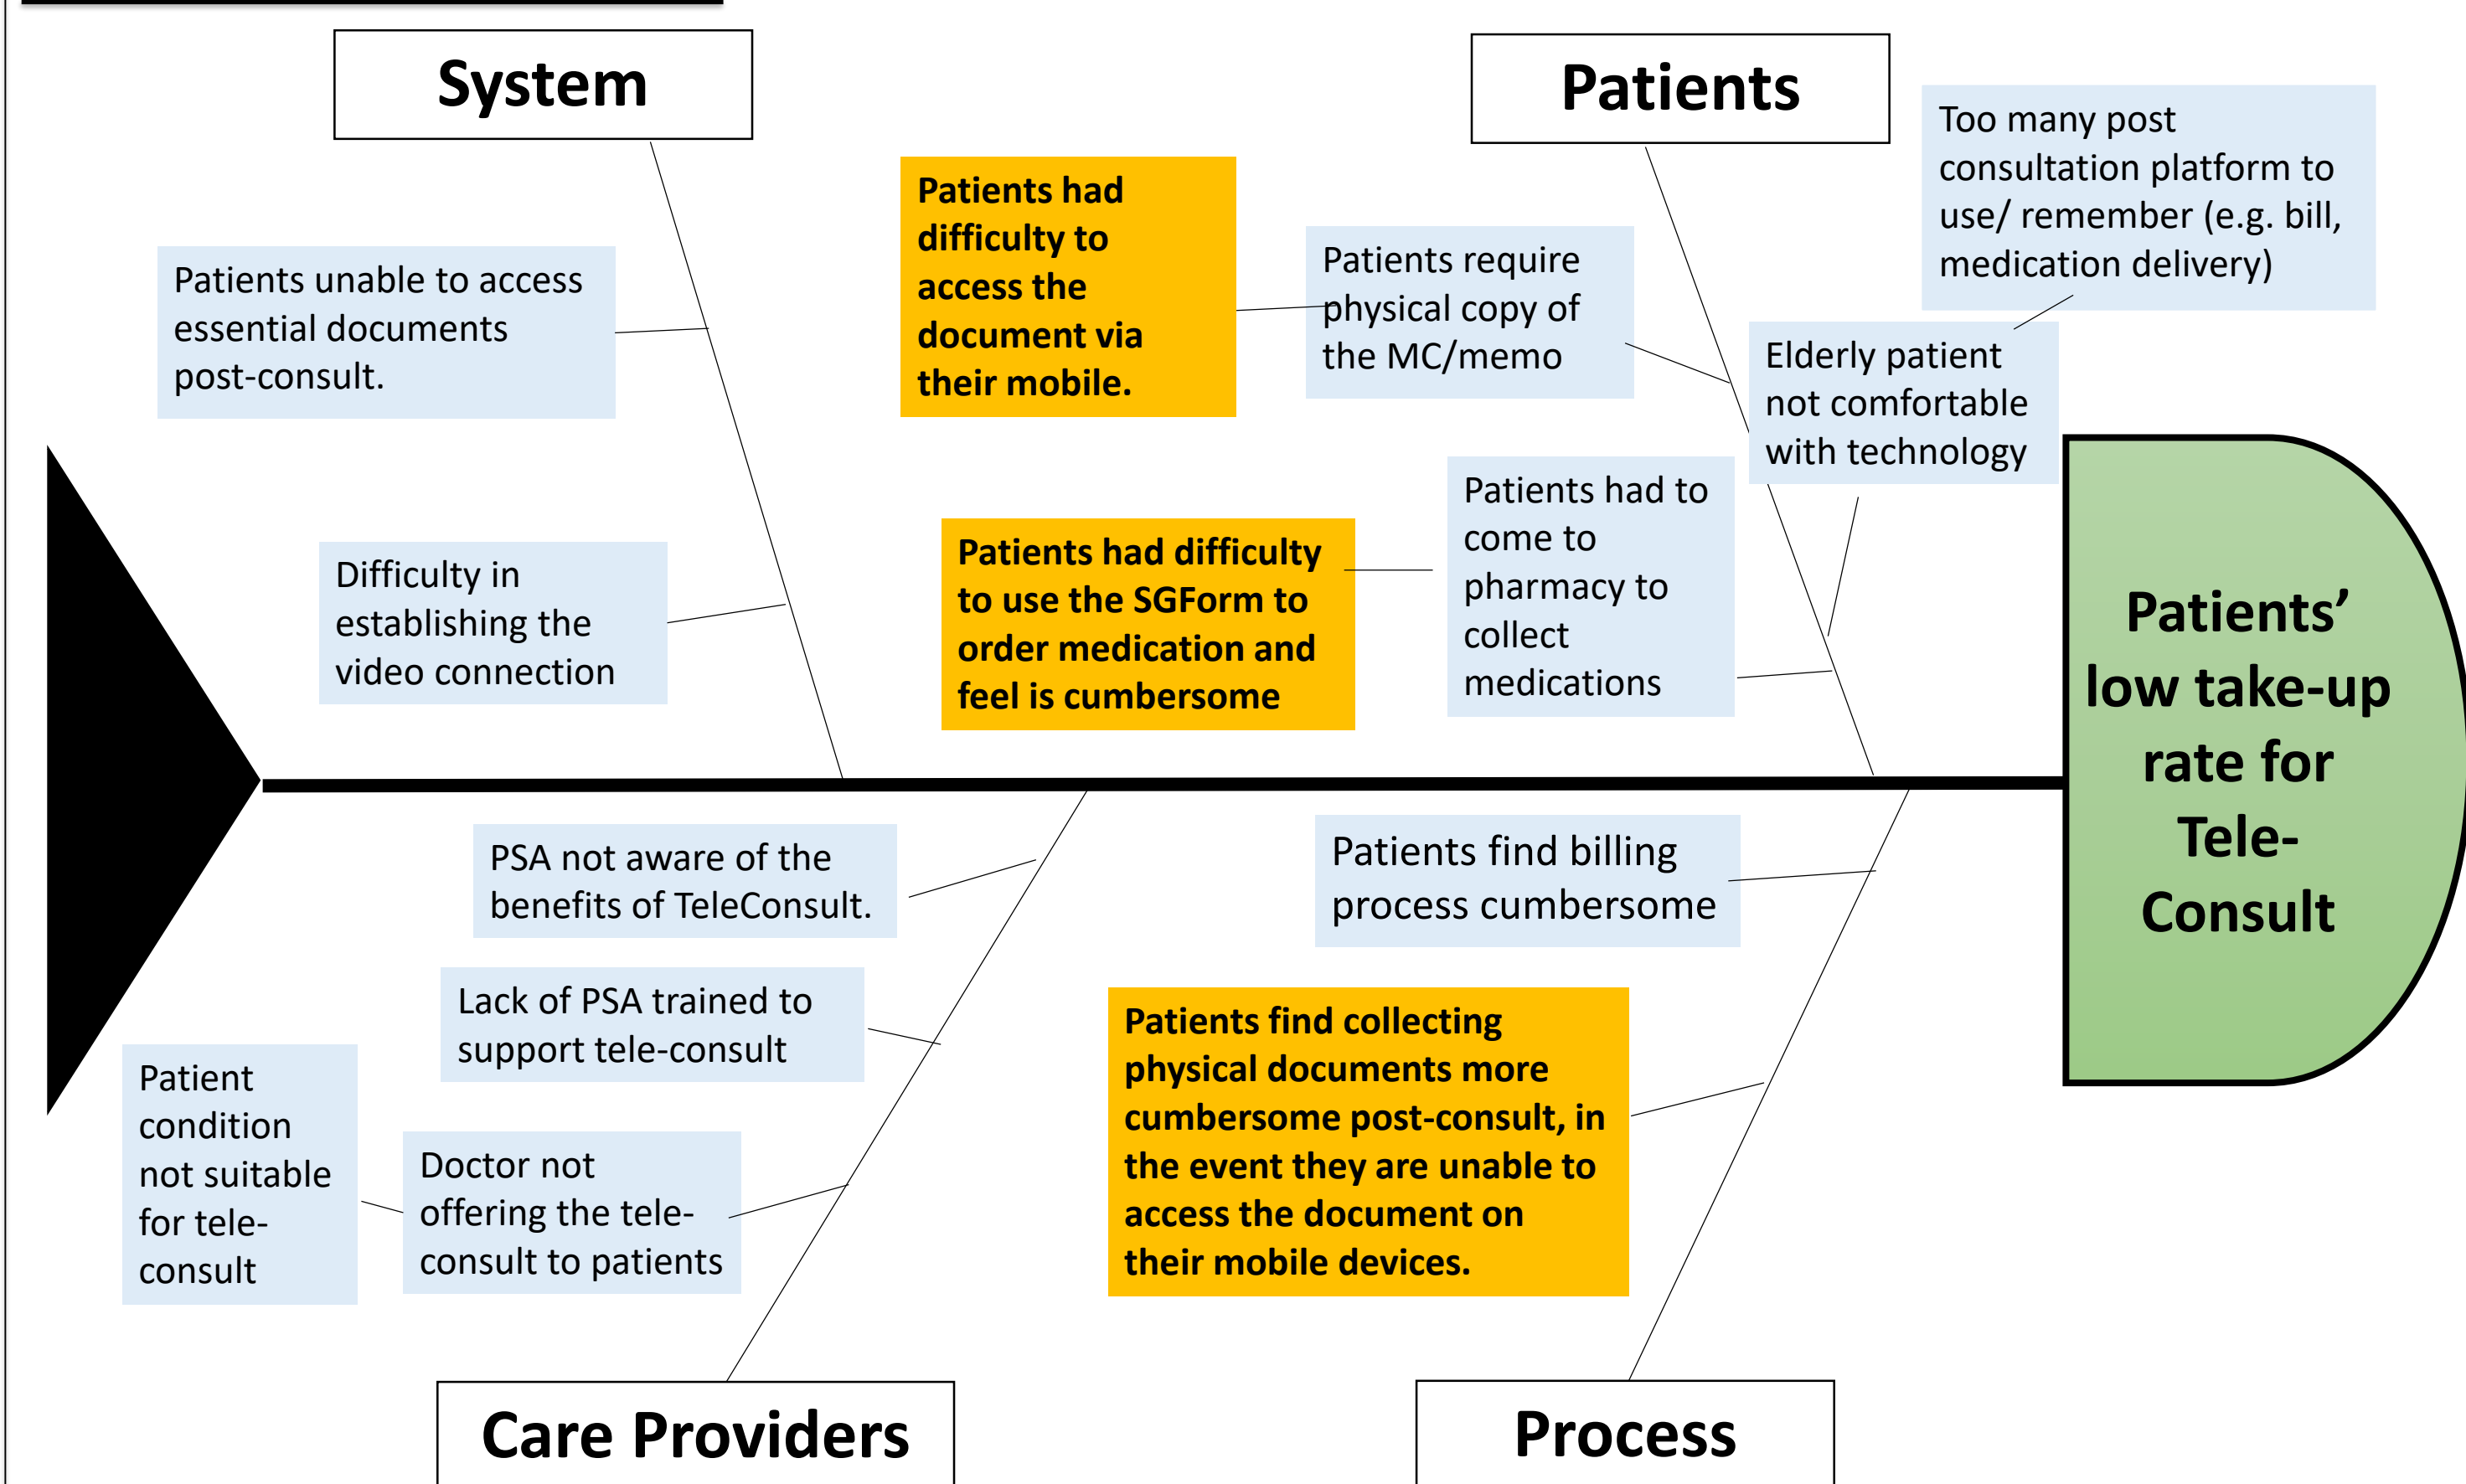 System
Patients
Too many post
consultation platform to
use/ remember (e.g. bill,
medication delivery)
Patients had
difficulty to
access the
document via
their mobile.
Patients require
physical copy of
the MC/memo
Patients unable to access
essential documents
post-consult.
Elderly patient
not comfortable
with technology
Patients had to
come to
pharmacy to
collect
medications
Patients had difficulty
to use the SGForm to
order medication and
feel is cumbersome
Difficulty in
establishing the
video connection
Patients’
low take-up
rate for
Tele-
Consult
PSA not aware of the
benefits of TeleConsult.
Patients find billing
process cumbersome
Lack of PSA trained to
support tele-consult
Patients find collecting
physical documents more
cumbersome post-consult, in
the event they are unable to
access the document on
their mobile devices.
Patient
condition
not suitable
for tele-
consult
Doctor not
offering the tele-
consult to patients
Care Providers
Process